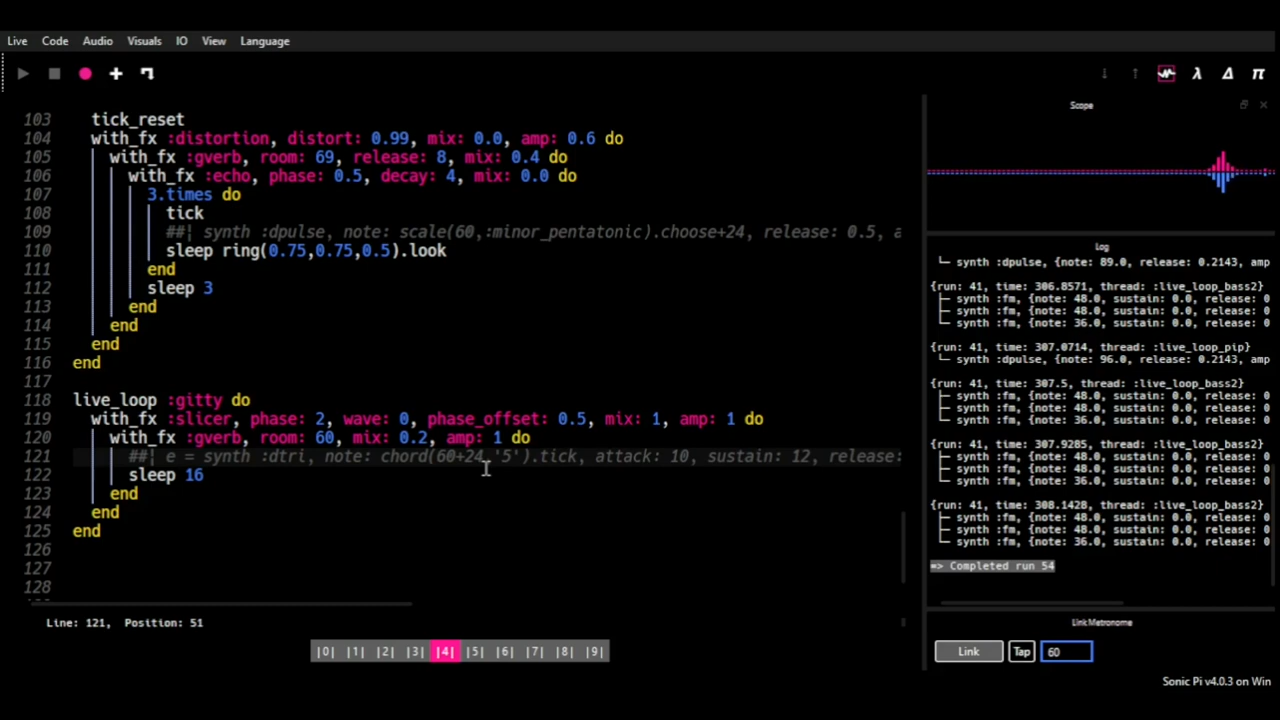 Live Code Audio Visuals IO View Language
λ Δ π
Scope
103 tick_reset
104 with_fx :distortion, distort: 0.99, mix: 0.0, amp: 0.6 do
105 with_fx :gverb, room: 69, release: 8, mix: 0.4 do
106 with_fx :echo, phase: 0.5, decay: 4, mix: 0.0 do
107 3.times do
108 tick
109 ##| synth :dpulse, note: scale(60,:minor_pentatonic).choose+24, release: 0.5, a
110 sleep ring(0.75,0.75,0.5).look
111 end
112 sleep 3
113 end
114 end
115 end
116 end
117
118 live_loop :gitty do
119 with_fx :slicer, phase: 2, wave: 0, phase_offset: 0.5, mix: 1, amp: 1 do
120 with_fx :gverb, room: 60, mix: 0.2, amp: 1 do
121 ##| e = synth :dtri, note: chord(60+24,'5').tick, attack: 10, sustain: 12, release:
122 sleep 16
123 end
124 end
125 end
126
127
128
Line: 121, Position: 51
|0| |1| |2| |3| |4| |5| |6| |7| |8| |9|
Log
└─ synth :dpulse, {note: 89.0, release: 0.2143, amp
{run: 41, time: 306.8571, thread: :live_loop_bass2}
├─ synth :fm, {note: 48.0, sustain: 0.0, release: 0
├─ synth :fm, {note: 48.0, sustain: 0.0, release: 0
└─ synth :fm, {note: 36.0, sustain: 0.0, release: 0
{run: 41, time: 307.0714, thread: :live_loop_pip}
└─ synth :dpulse, {note: 96.0, release: 0.2143, amp
{run: 41, time: 307.5, thread: :live_loop_bass2}
├─ synth :fm, {note: 48.0, sustain: 0.0, release: 0
├─ synth :fm, {note: 48.0, sustain: 0.0, release: 0
└─ synth :fm, {note: 36.0, sustain: 0.0, release: 0
{run: 41, time: 307.9285, thread: :live_loop_bass2}
├─ synth :fm, {note: 48.0, sustain: 0.0, release: 0
├─ synth :fm, {note: 48.0, sustain: 0.0, release: 0
└─ synth :fm, {note: 36.0, sustain: 0.0, release: 0
{run: 41, time: 308.1428, thread: :live_loop_bass2}
├─ synth :fm, {note: 48.0, sustain: 0.0, release: 0
├─ synth :fm, {note: 48.0, sustain: 0.0, release: 0
└─ synth :fm, {note: 36.0, sustain: 0.0, release: 0
=> Completed run 54
Link Metronome
Link Tap 60
Sonic Pi v4.0.3 on Win